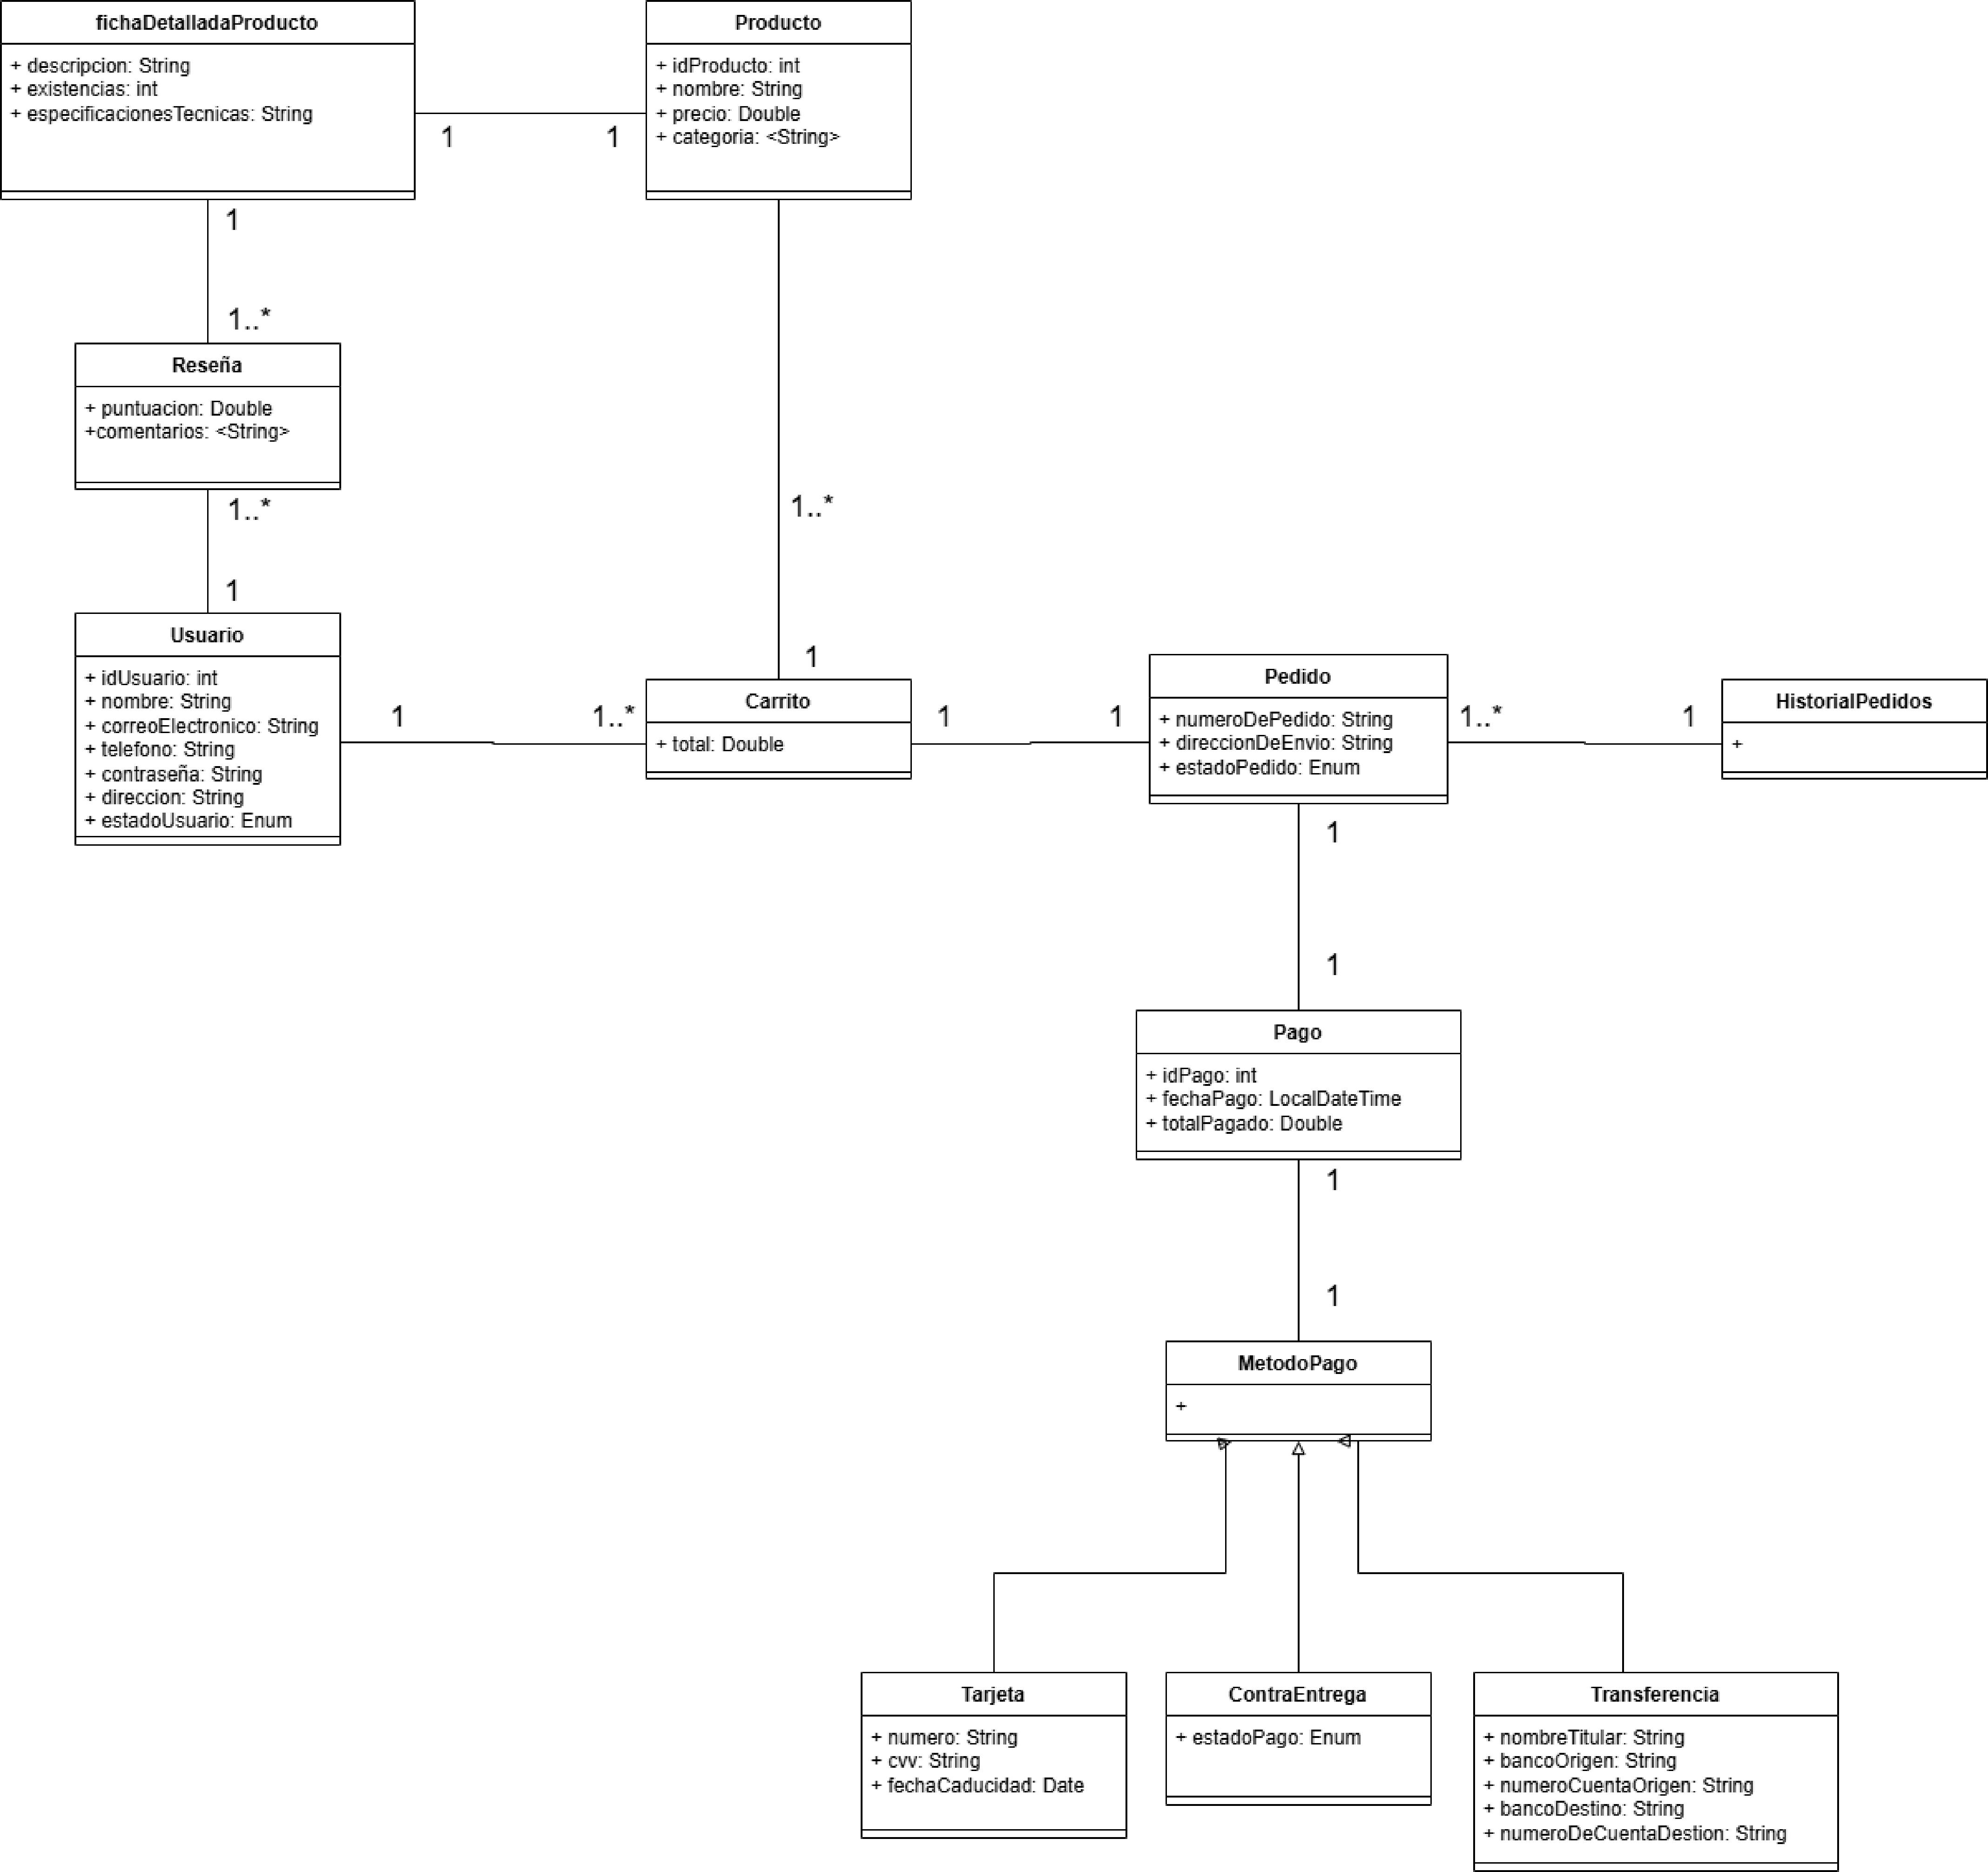 fichaDetalladaProducto
+ descripcion: String
+ existencias: int
+ especificacionesTecnicas: String
Producto
+ idProducto: int
+ nombre: String
+ precio: Double
+ categoria: <String>
1
1
1
1..*
Reseña
+ puntuacion: Double
+comentarios: <String>
1..*
1
1..*
1
Usuario
+ idUsuario: int
+ nombre: String
+ correoElectronico: String
+ telefono: String
+ contraseña: String
+ direccion: String
+ estadoUsuario: Enum
1
1..*
Carrito
+ total: Double
1
1
Pedido
+ numeroDePedido: String
+ direccionDeEnvio: String
+ estadoPedido: Enum
1..*
1
HistorialPedidos
+
1
1
Pago
+ idPago: int
+ fechaPago: LocalDateTime
+ totalPagado: Double
1
1
MetodoPago
+
Tarjeta
+ numero: String
+ cvv: String
+ fechaCaducidad: Date
ContraEntrega
+ estadoPago: Enum
Transferencia
+ nombreTitular: String
+ bancoOrigen: String
+ numeroCuentaOrigen: String
+ bancoDestino: String
+ numeroDeCuentaDestion: String